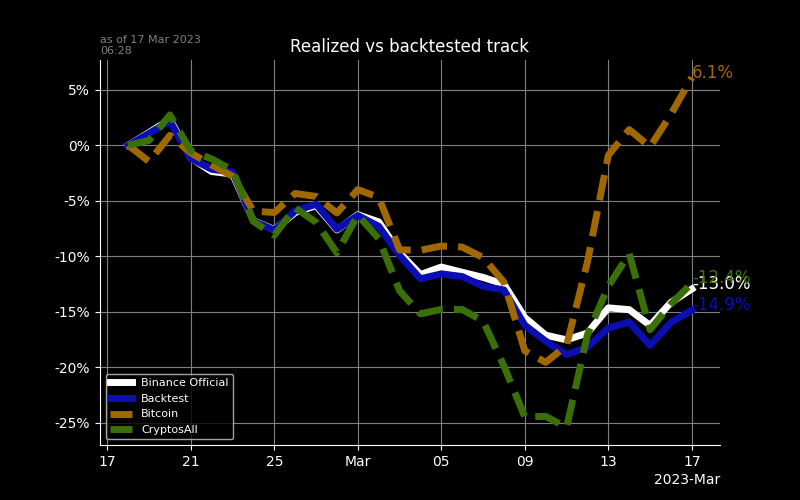 as of 17 Mar 2023
06:28
Realized vs backtested track
6.1%
5%
0%
-5%
-10%
-15%
-20%
-25%
-13.0%
-14.9%
Binance Official
Backtest
Bitcoin
CryptosAll
17 21 25 Mar 05 09 13 17
2023-Mar